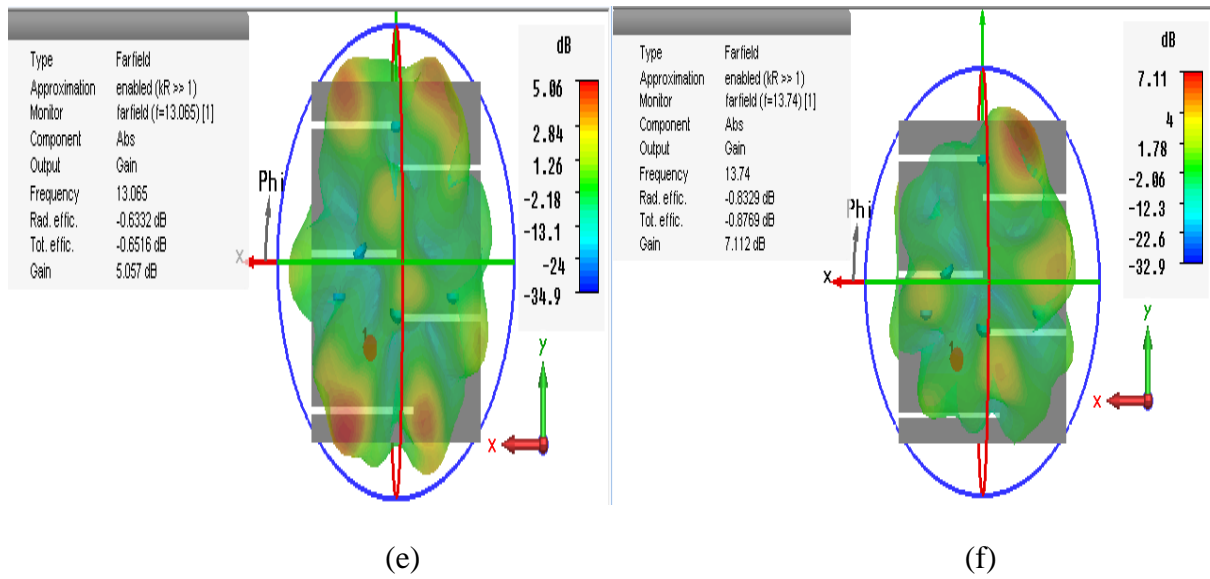 Type Farfield
Approximation enabled (kR >> 1)
Monitor farfield (f=13.065) [1]
Component Abs
Output Gain
Frequency 13.065
Rad. effic. -0.6332 dB
Tot. effic. -0.6516 dB
Gain 5.057 dB
Phi
x
1
dB
5.06
2.84
1.26
-2.18
-13.1
-24
-34.9
y
x
(e)
Type Farfield
Approximation enabled (kR >> 1)
Monitor farfield (f=13.74) [1]
Component Abs
Output Gain
Frequency 13.74
Rad. effic. -0.8329 dB
Tot. effic. -0.8769 dB
Gain 7.112 dB
Phi
x
1
dB
7.11
4
1.78
-2.06
-12.3
-22.6
-32.9
y
x
(f)